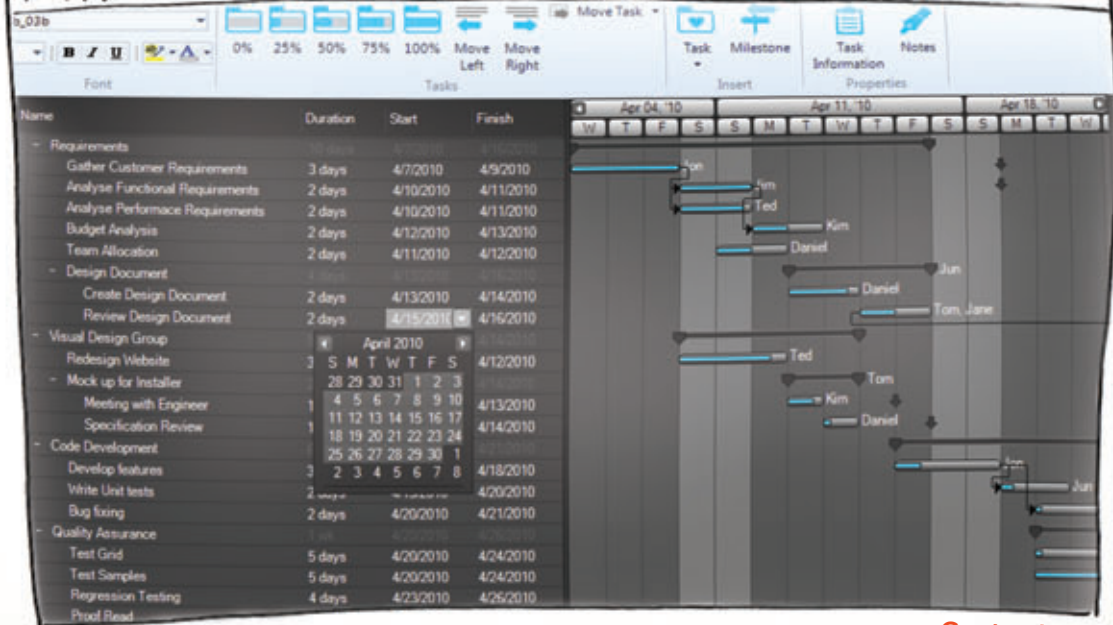 b_03b
B I U A
0% 25% 50% 75% 100% Move Left Move Right
Move Task
Task Milestone Task Information Notes
Font Tasks Insert Properties
Name Duration Start Finish
Apr 04, '10 Apr 11, '10 Apr 18, '10
W T F S S M T W T F S S M T W
Requirements
Gather Customer Requirements 3 days 4/7/2010 4/9/2010 Jon
Analyse Functional Requirements 2 days 4/10/2010 4/11/2010 Jim
Analyse Performace Requirements 2 days 4/10/2010 4/11/2010 Ted
Budget Analysis 2 days 4/12/2010 4/13/2010 Kim
Team Allocation 2 days 4/11/2010 4/12/2010 Daniel
Design Document Jun
Create Design Document 2 days 4/13/2010 4/14/2010 Daniel
Review Design Document 2 days 4/15/2010 4/16/2010 Tom, Jane
Visual Design Group
Redesign Website 3 4/12/2010 Ted
Mock up for Installer Tom
Meeting with Engineer 1 4/13/2010 Kim
Specification Review 1 4/14/2010 Daniel
April 2010
S M T W T F S
28 29 30 31 1 2 3
4 5 6 7 8 9 10
11 12 13 14 15 16 17
18 19 20 21 22 23 24
25 26 27 28 29 30 1
2 3 4 5 6 7 8
Code Development
Develop features 3 4/18/2010 Jon
Write Unit tests 2 4/20/2010 Jun
Bug fixing 2 days 4/20/2010 4/21/2010
Quality Assurance
Test Grid 5 days 4/20/2010 4/24/2010
Test Samples 5 days 4/20/2010 4/24/2010
Regression Testing 4 days 4/23/2010 4/26/2010
Proof Read